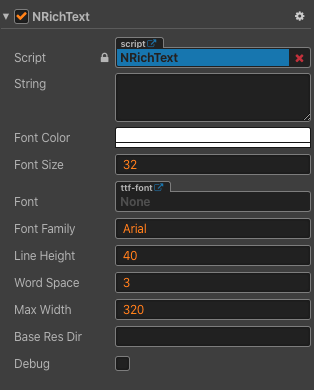 NRichText
script
Script NRichText
String
Font Color
Font Size 32
ttf-font
Font None
Font Family Arial
Line Height 40
Word Space 3
Max Width 320
Base Res Dir
Debug